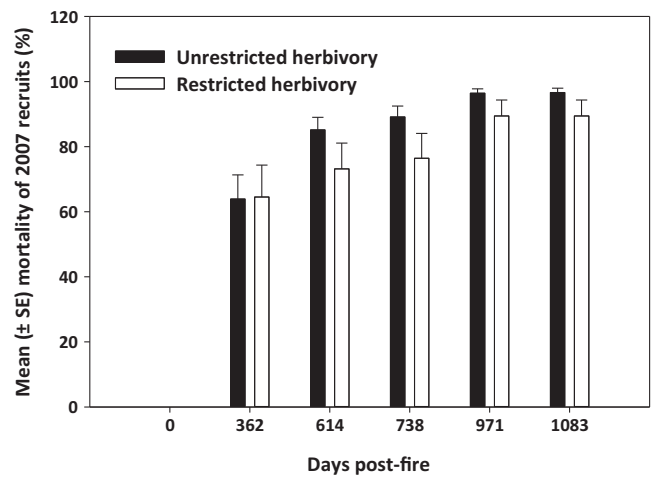 Mean (± SE) mortality of 2007 recruits (%)
120
100
80
60
40
20
0
Unrestricted herbivory
Restricted herbivory
0 362 614 738 971 1083
Days post-fire